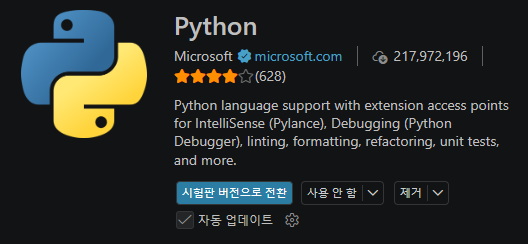 Python
Microsoft microsoft.com 217,972,196
(628)
Python language support with extension access points
for IntelliSense (Pylance), Debugging (Python
Debugger), linting, formatting, refactoring, unit tests,
and more.
시험판 버전으로 전환 사용 안 함 제거
자동 업데이트